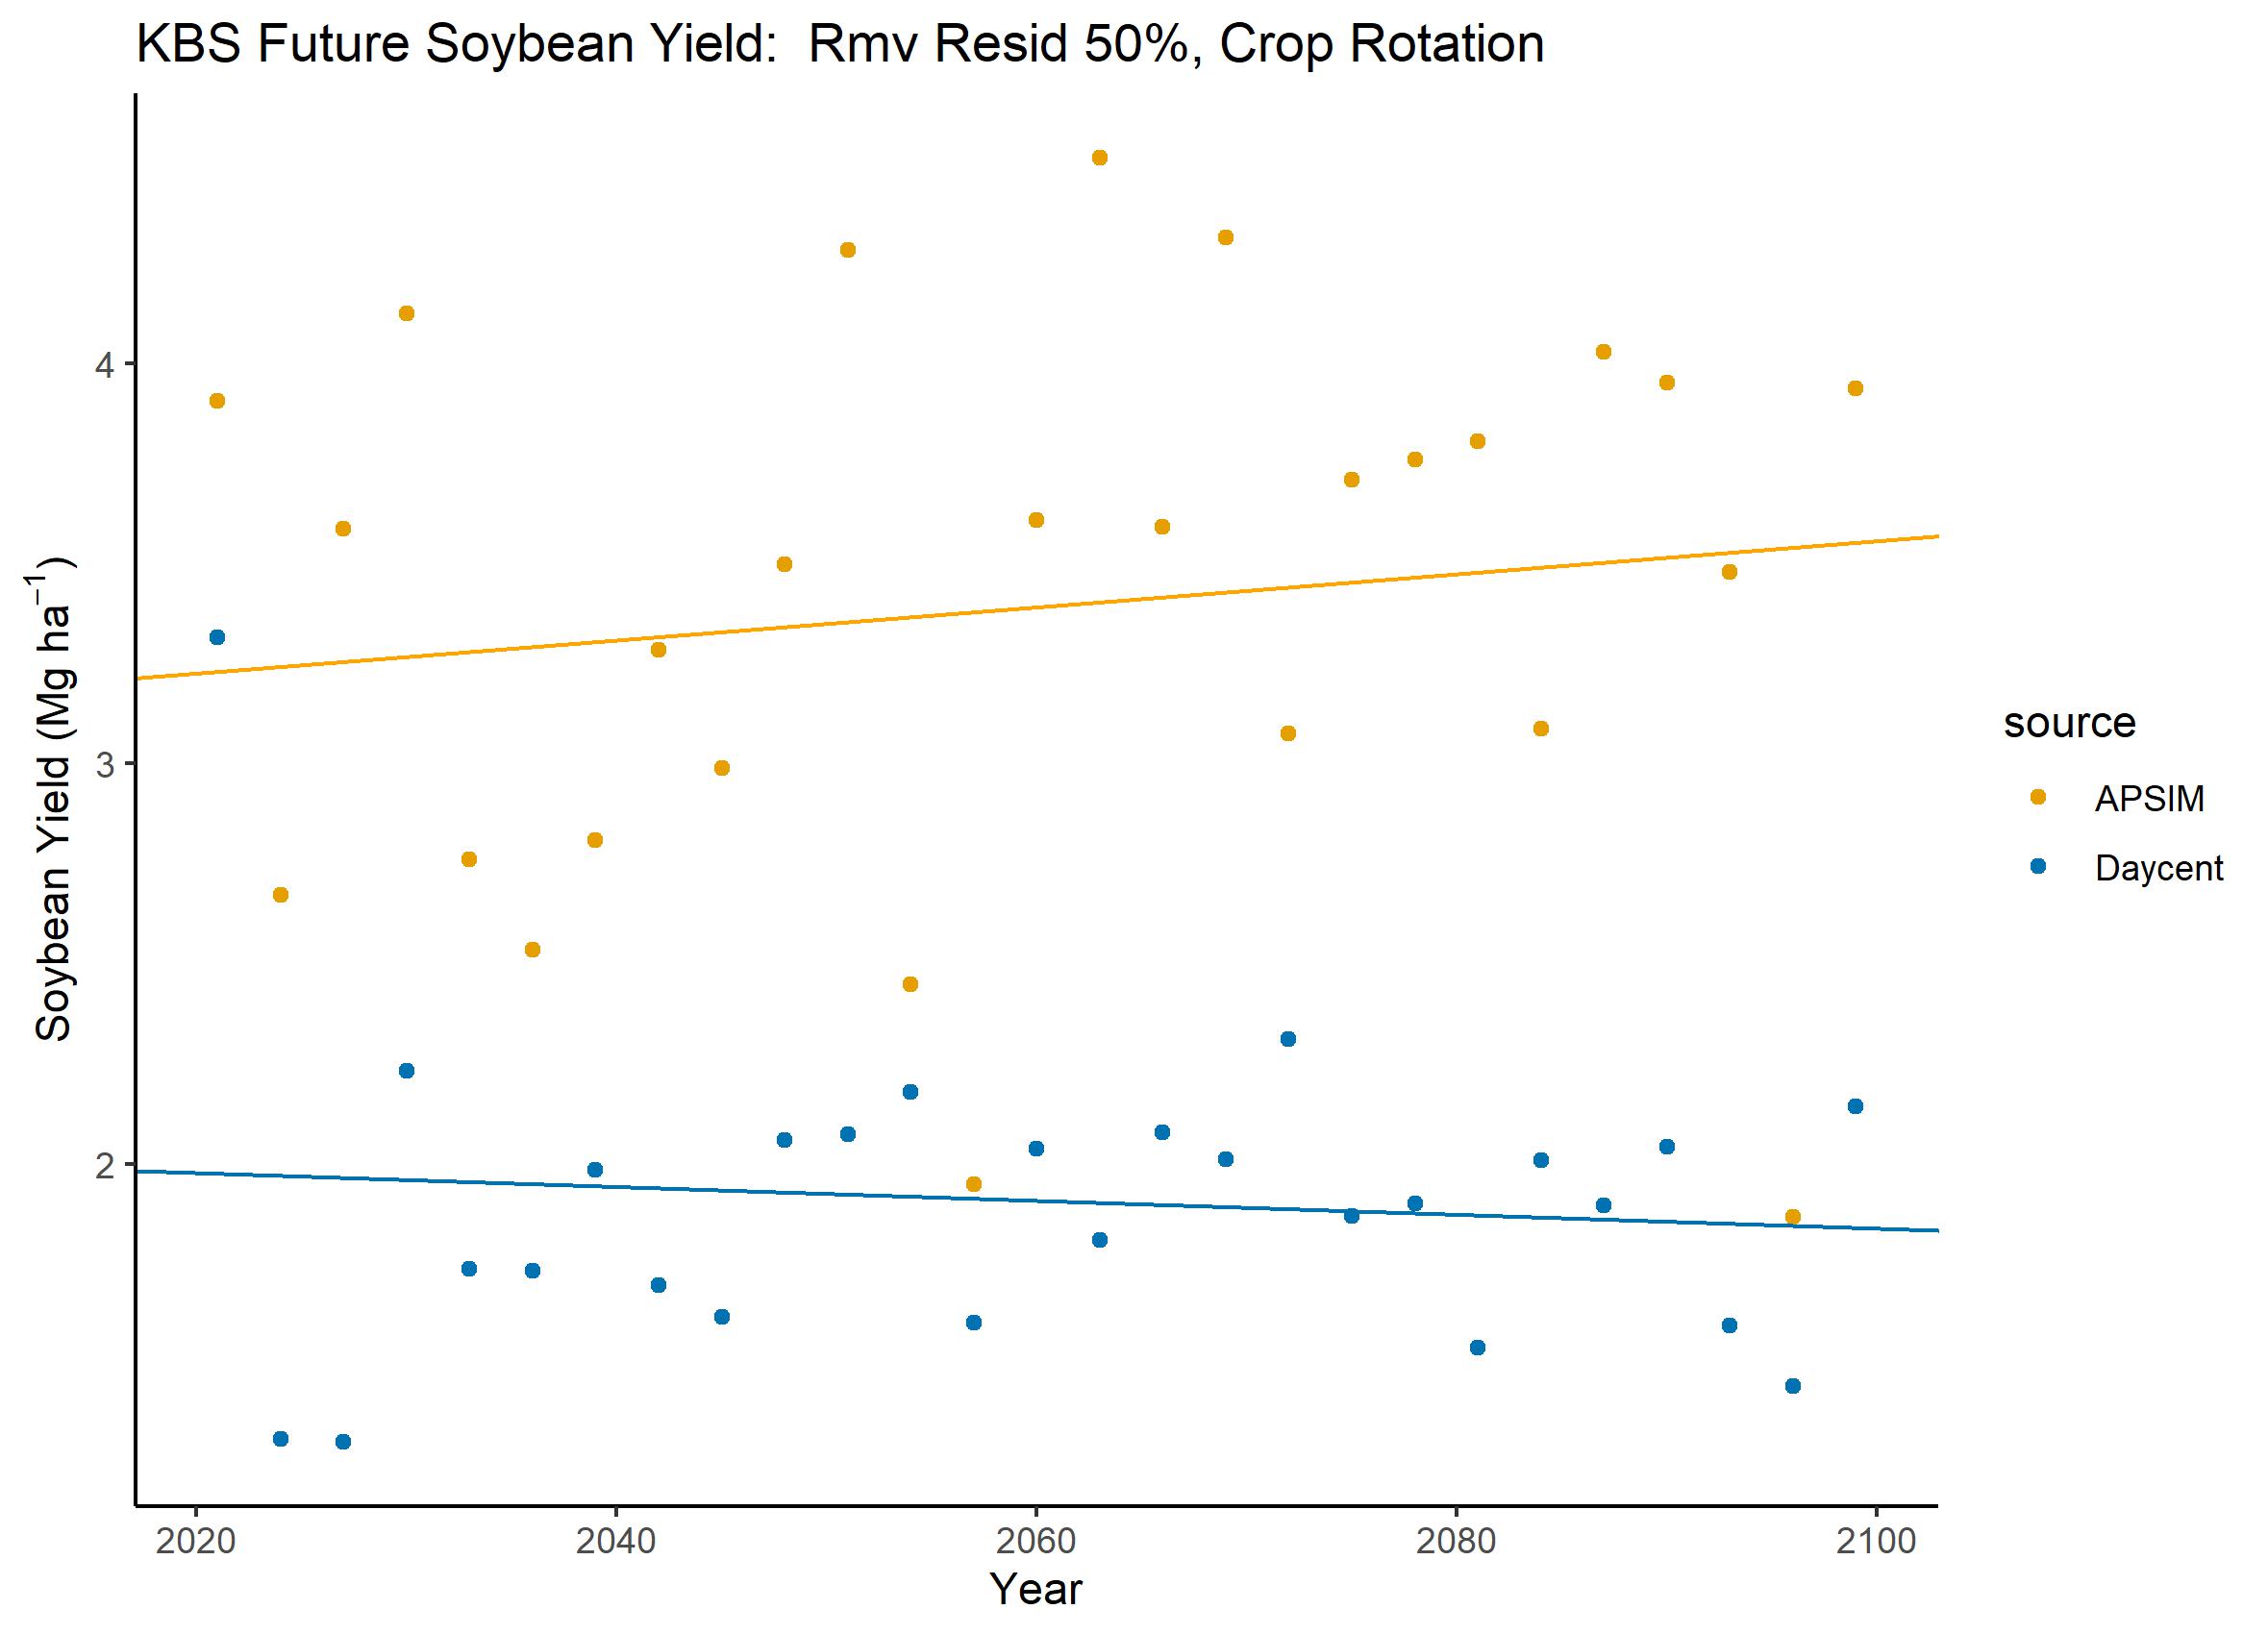 KBS Future Soybean Yield:  Rmv Resid 50%, Crop Rotation
Soybean Yield (Mg ha⁻¹)
4
3
2
2020
2040
2060
2080
2100
Year
source
APSIM
Daycent